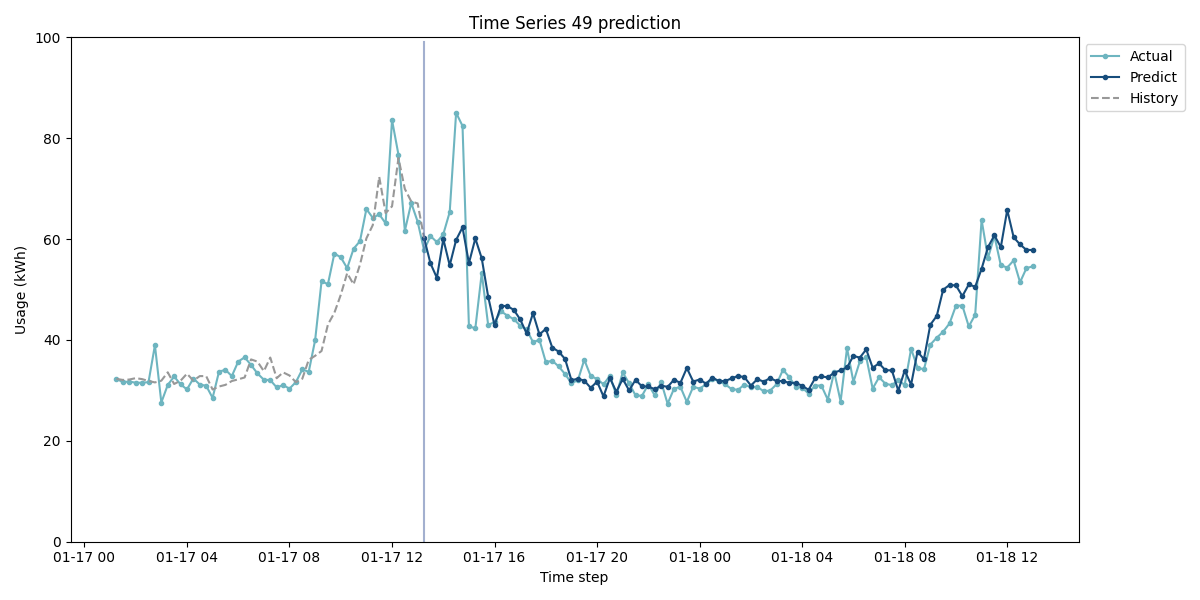 Time Series 49 prediction
100
80
60
40
20
0
Usage (kWh)
01-17 00 01-17 04 01-17 08 01-17 12 01-17 16 01-17 20 01-18 00 01-18 04 01-18 08 01-18 12
Time step
Actual
Predict
History